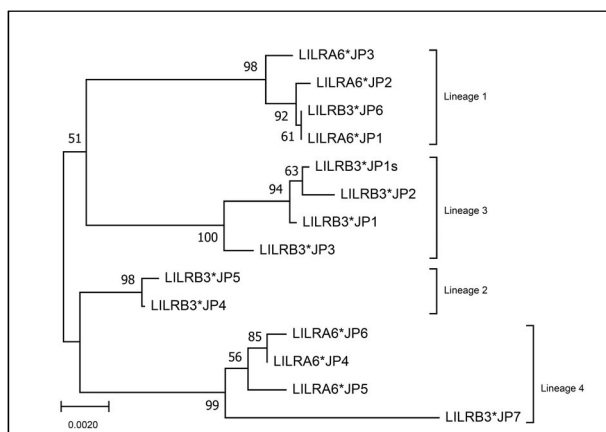 LILRA6*JP3
98
LILRA6*JP2
Lineage 1
LILRB3*JP6
92
61
LILRA6*JP1
51
LILRB3*JP1s
63
LILRB3*JP2
94
Lineage 3
LILRB3*JP1
100
LILRB3*JP3
98
LILRB3*JP5
Lineage 2
LILRB3*JP4
LILRA6*JP6
85
LILRA6*JP4
56
Lineage 4
LILRA6*JP5
99
LILRB3*JP7
0.0020